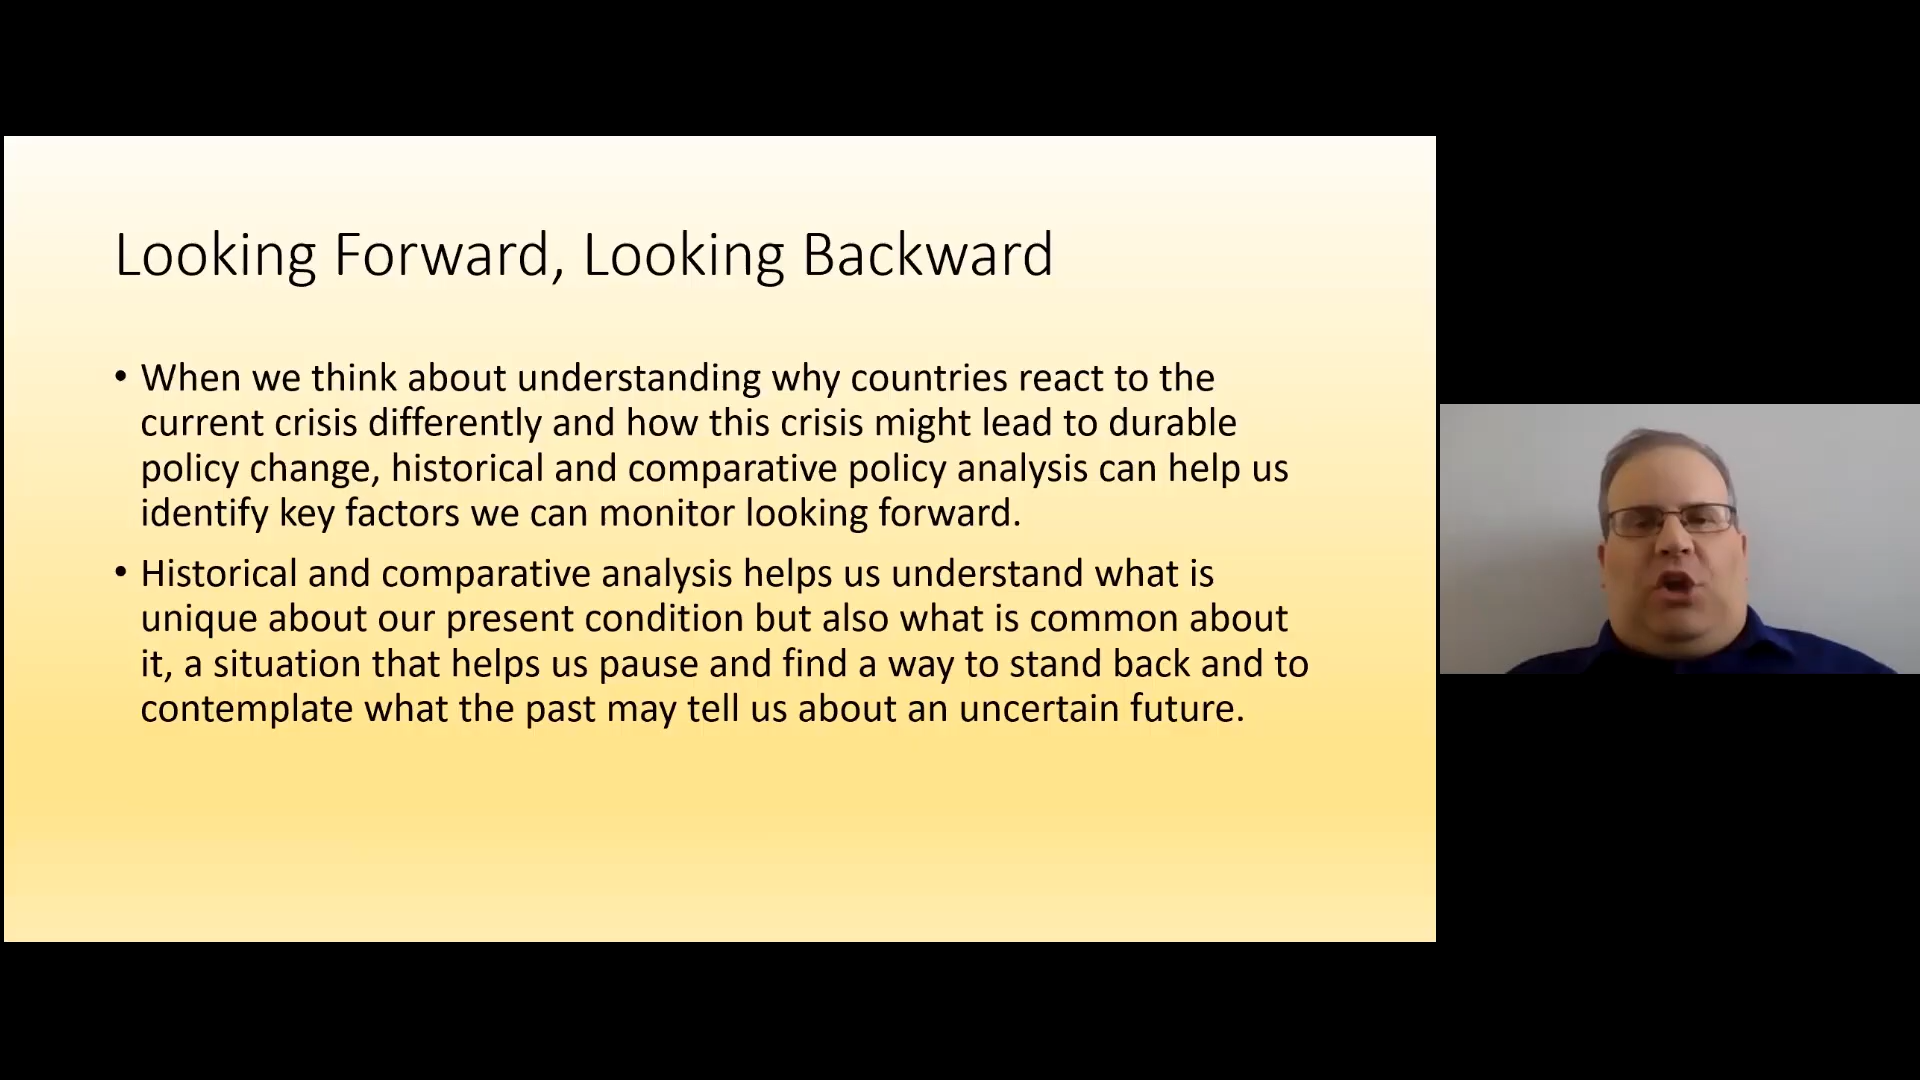 Looking Forward, Looking Backward
• When we think about understanding why countries react to the
current crisis differently and how this crisis might lead to durable
policy change, historical and comparative policy analysis can help us
identify key factors we can monitor looking forward.
• Historical and comparative analysis helps us understand what is
unique about our present condition but also what is common about
it, a situation that helps us pause and find a way to stand back and to
contemplate what the past may tell us about an uncertain future.